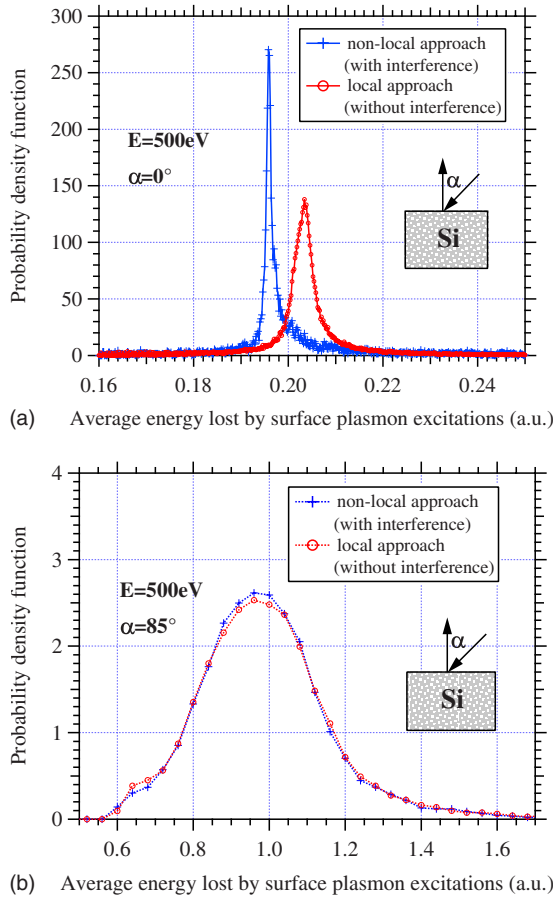 300
250
200
150
100
50
0
Probability density function
non-local approach
(with interference)
local approach
(without interference)
E=500eV
α=0°
α
Si
0.16 0.18 0.20 0.22 0.24
(a) Average energy lost by surface plasmon excitations (a.u.)
4
3
2
1
0
Probability density function
non-local approach
(with interference)
local approach
(without interference)
E=500eV
α=85°
α
Si
0.6 0.8 1.0 1.2 1.4 1.6
(b) Average energy lost by surface plasmon excitations (a.u.)